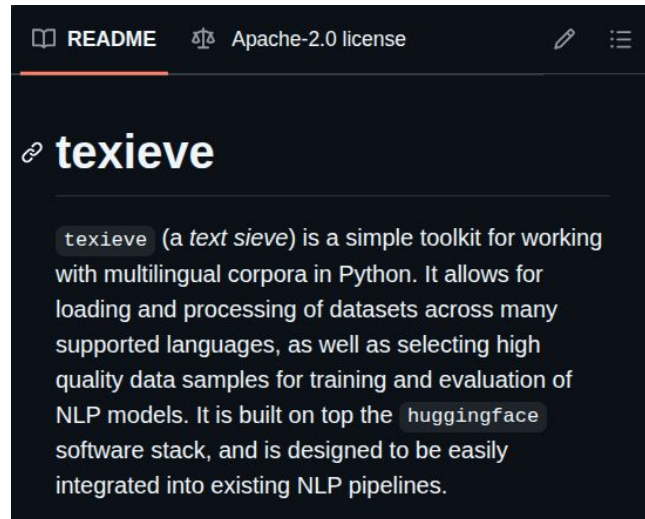 README Apache-2.0 license
texieve
texieve (a text sieve) is a simple toolkit for working
with multilingual corpora in Python. It allows for
loading and processing of datasets across many
supported languages, as well as selecting high
quality data samples for training and evaluation of
NLP models. It is built on top the huggingface
software stack, and is designed to be easily
integrated into existing NLP pipelines.